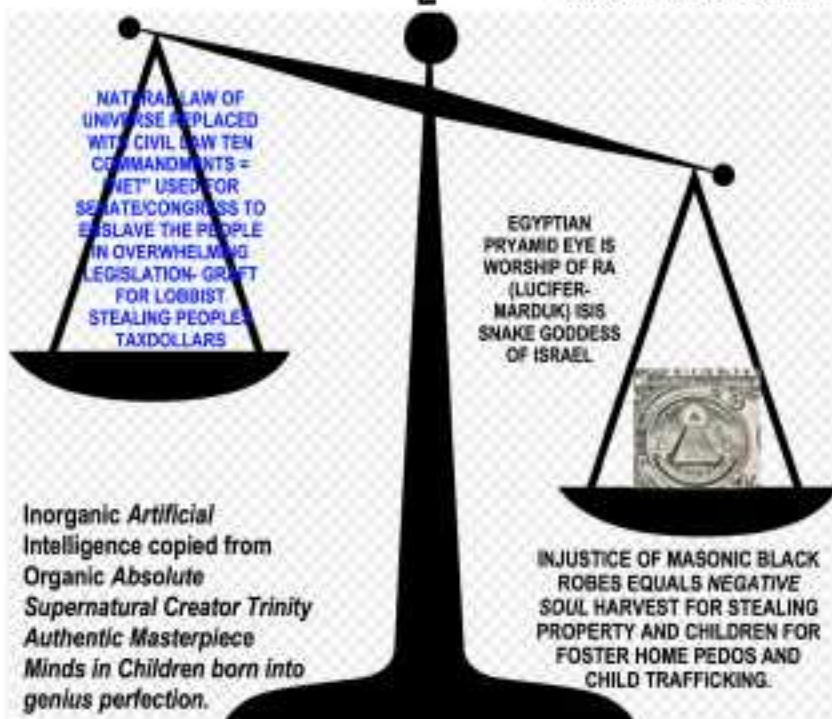 NATURAL LAW OF
UNIVERSE REPLACED
WITH CIVIL LAW TEN
COMMANDMENTS =
"NET" USED FOR
SENATE/CONGRESS TO
ENSLAVE THE PEOPLE
IN OVERWHELMING
LEGISLATION- GRAFT
FOR LOBBIST
STEALING PEOPLES
TAXDOLLARS
EGYPTIAN
PRYAMID EYE IS
WORSHIP OF RA
(LUCIFER-
MARDUK) ISIS
SNAKE GODDESS
OF ISRAEL
Inorganic Artificial
Intelligence copied from
Organic Absolute
Supernatural Creator Trinity
Authentic Masterpiece
Minds in Children born into
genius perfection.
INJUSTICE OF MASONIC BLACK
ROBES EQUALS NEGATIVE
SOUL HARVEST FOR STEALING
PROPERTY AND CHILDREN FOR
FOSTER HOME PEDOS AND
CHILD TRAFFICKING.